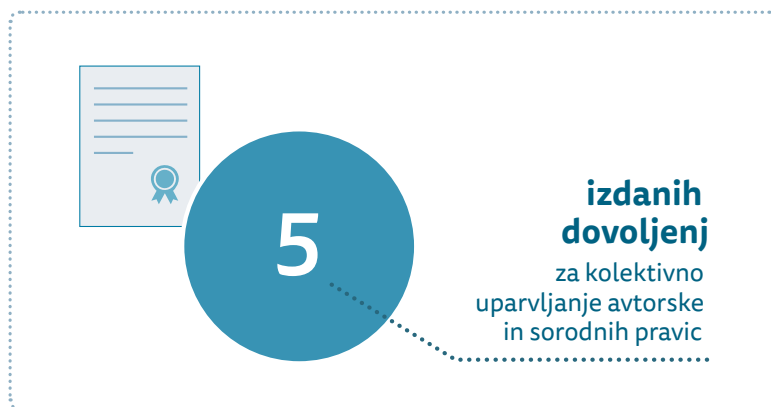 5
izdanih
dovoljenj
za kolektivno
uparvljanje avtorske
in sorodnih pravic